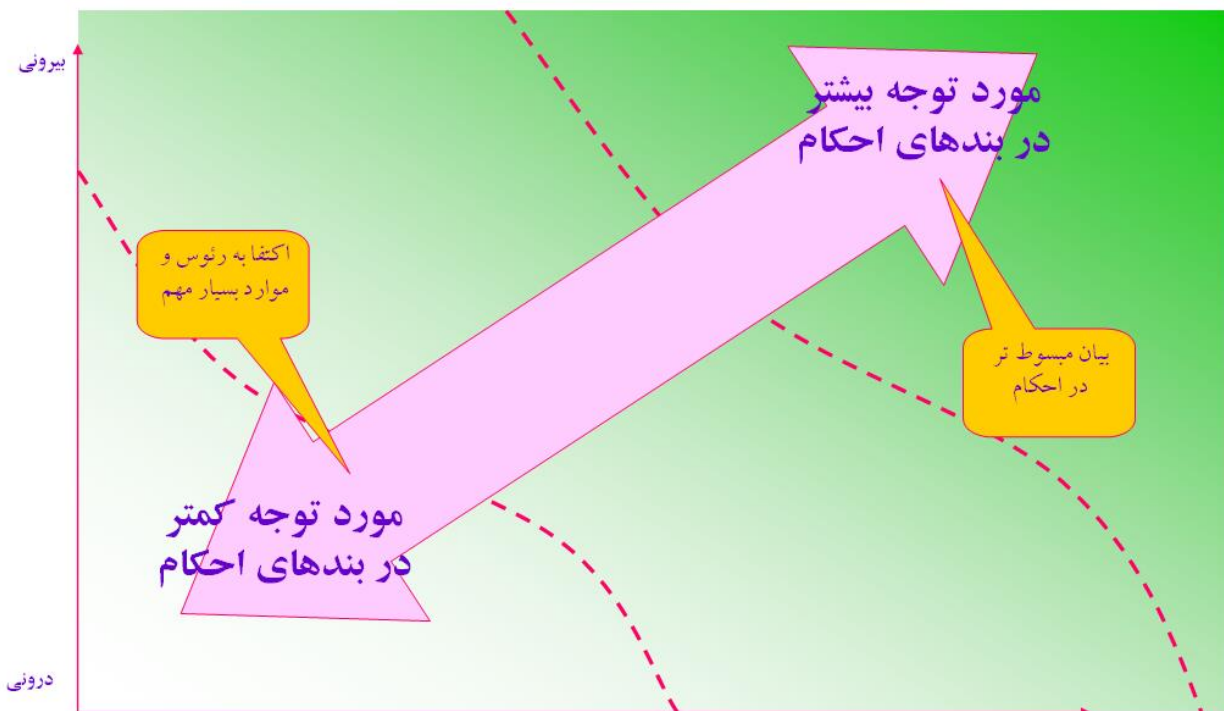 بیرونی
مورد توجه بیشتر
در بندهای احکام
اکتفا به رئوس و
موارد بسیار مهم
بیان مبسوط تر
در احکام
مورد توجه کمتر
در بندهای احکام
درونی